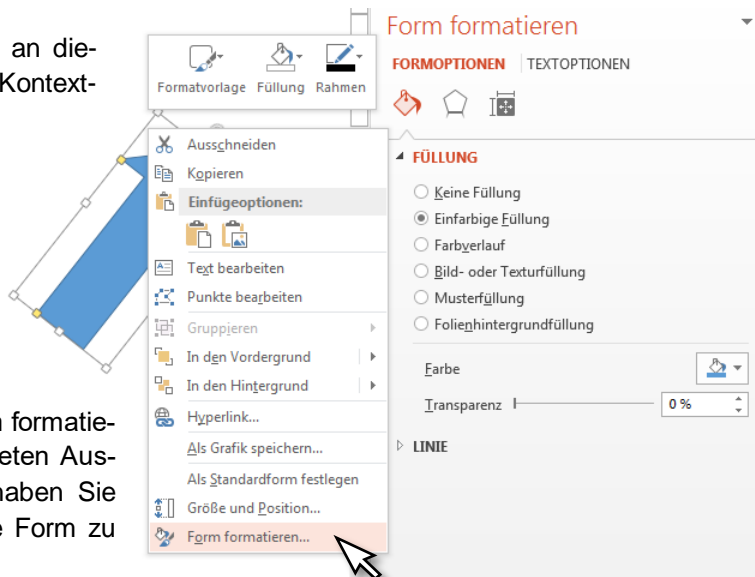 an die-
Kontext-
Formatvorlage Füllung Rahmen
Ausschneiden
Kopieren
Einfügeoptionen:
Text bearbeiten
Punkte bearbeiten
Gruppieren
In den Vordergrund
In den Hintergrund
Hyperlink...
Als Grafik speichern...
Als Standardform festlegen
Größe und Position...
Form formatieren...
formatie-
eten Aus-
haben Sie
Form zu
Form formatieren
FORMOPTIONEN TEXTOPTIONEN
FÜLLUNG
Keine Füllung
Einfarbige Füllung
Farbverlauf
Bild- oder Texturfüllung
Musterfüllung
Folienhintergrundfüllung
Farbe
Transparenz 0 %
LINIE